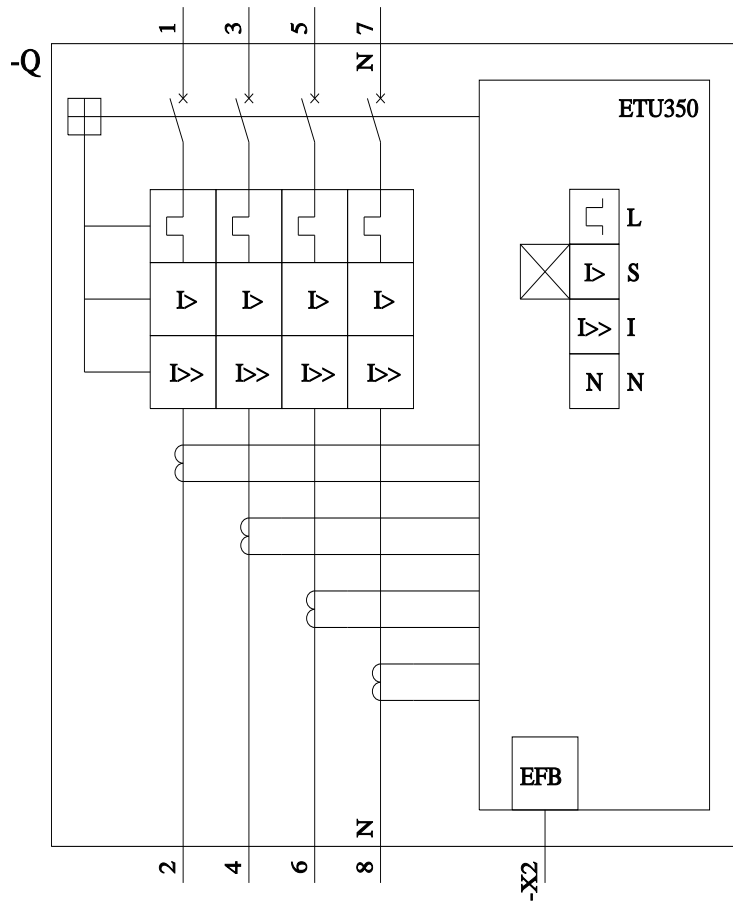 1 3 5 7
-Q
N
ETU350
L
I> I> I> I>
I> S
I>> I>> I>> I>>
I>> I
N N
EFB
N
2 4 6 8
-X2